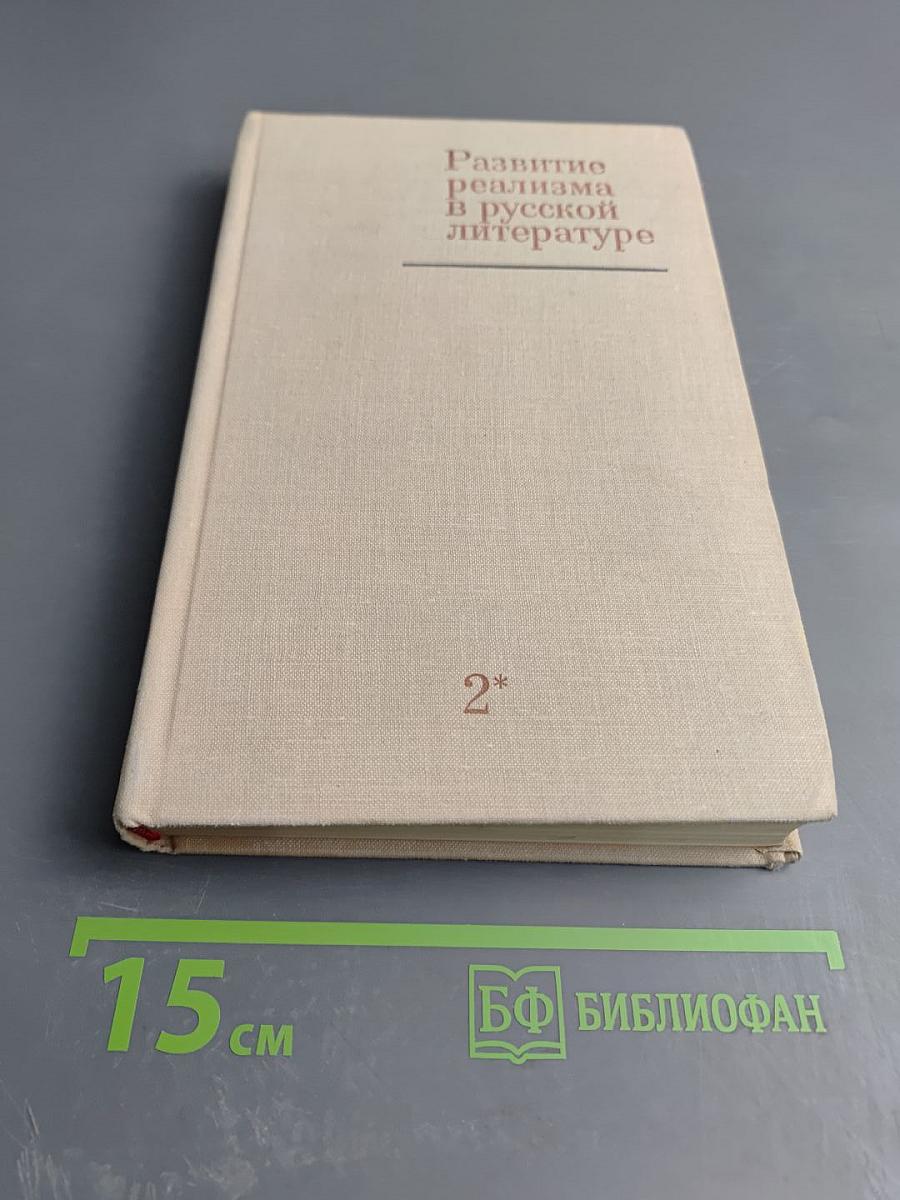 Развитие
реализма
в русской
литературе
2*
15 см
БФ БИБЛИОФАН